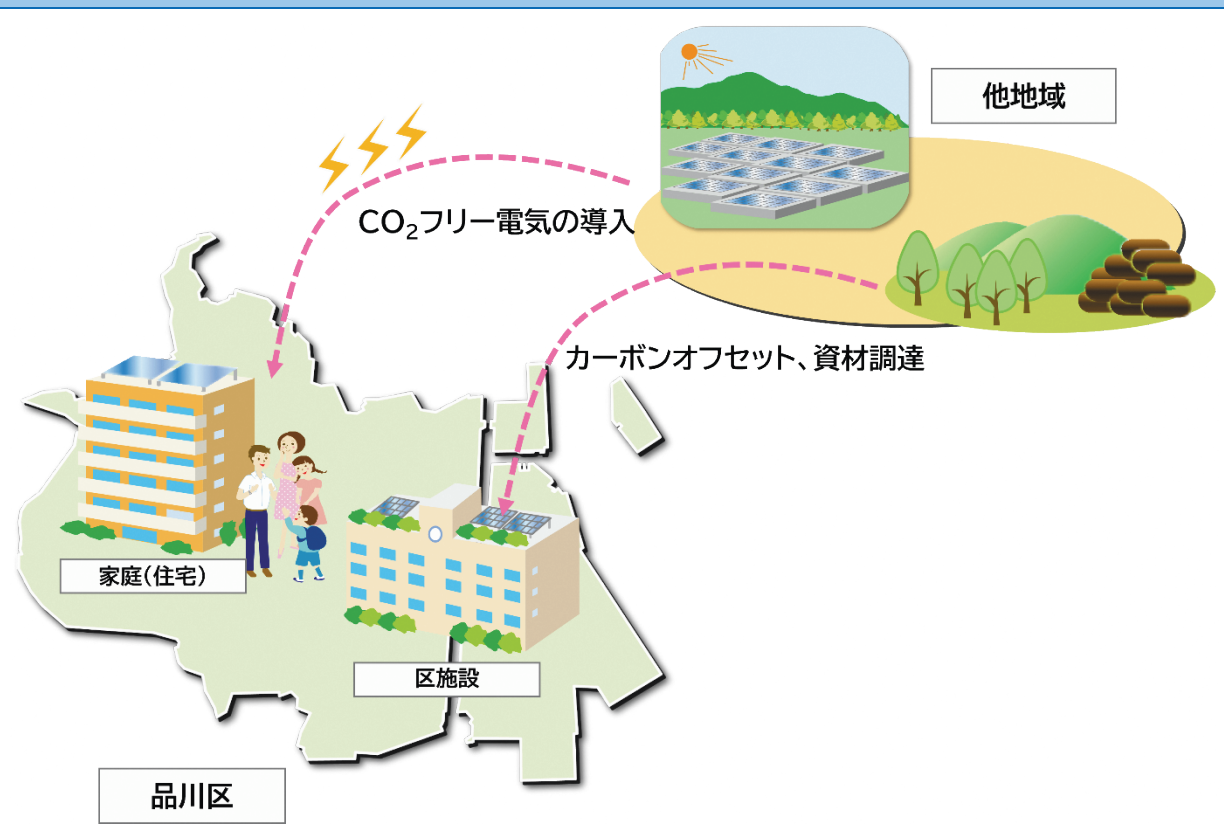 他地域
CO₂フリー電気の導入
カーボンオフセット、資材調達
家庭(住宅)
区施設
品川区